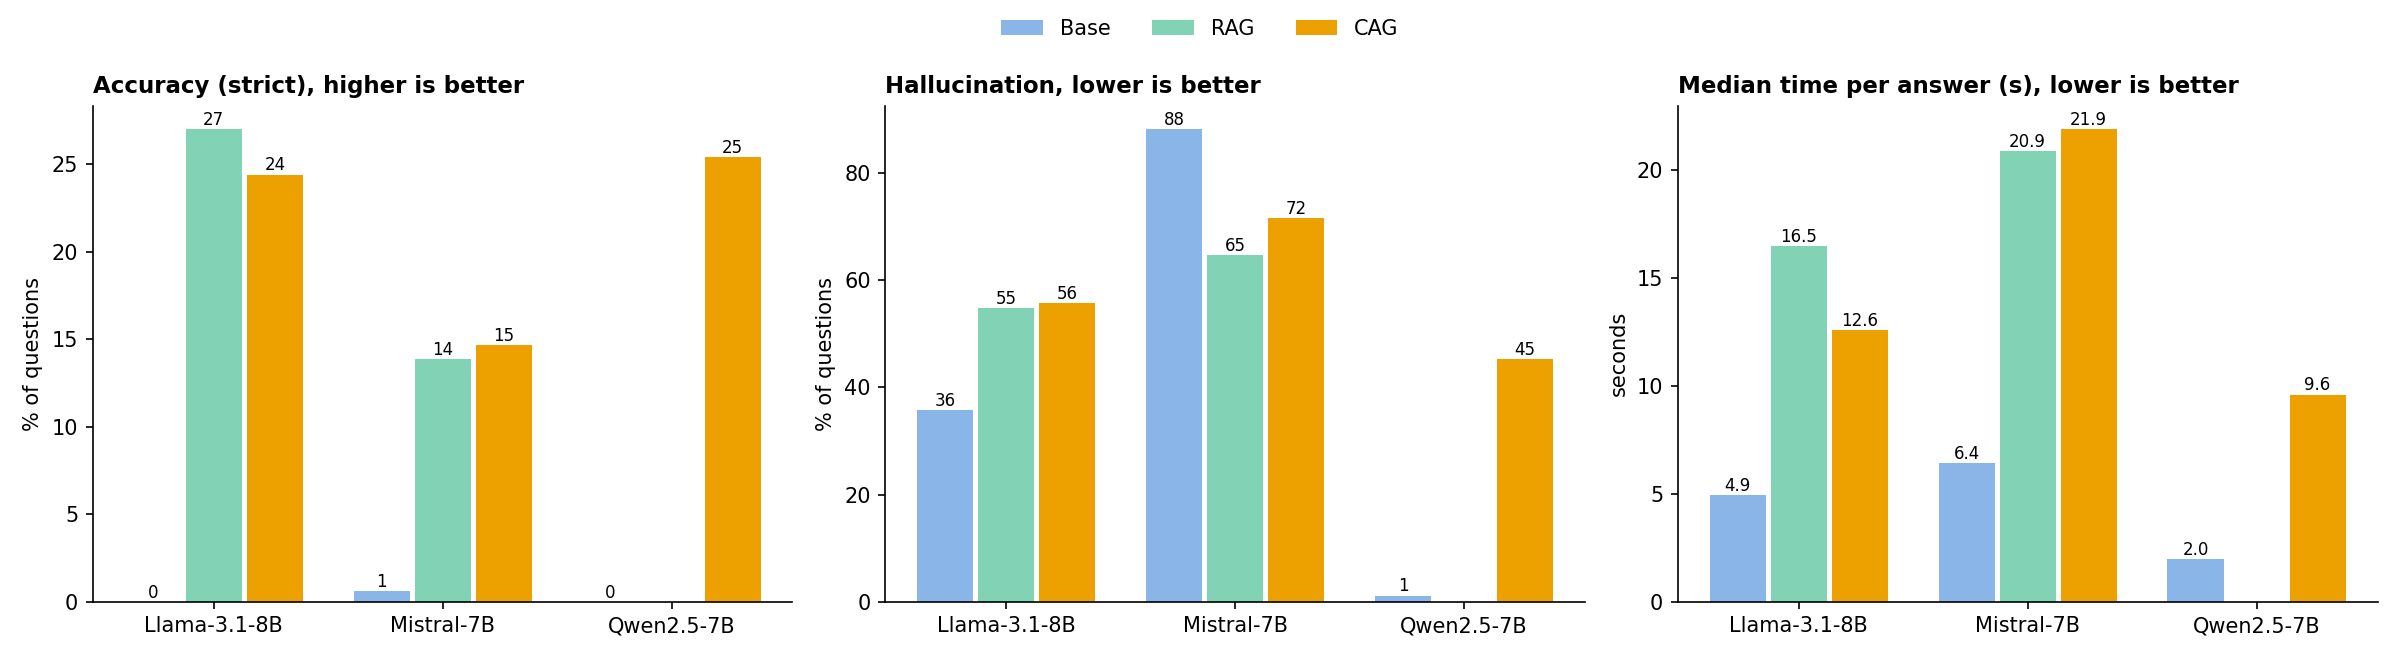 Base RAG CAG
Accuracy (strict), higher is better
% of questions
25
20
15
10
5
0
0 27 24
1 14 15
0 25
Llama-3.1-8B Mistral-7B Qwen2.5-7B
Hallucination, lower is better
% of questions
80
60
40
20
0
36 55 56
88 65 72
1 45
Llama-3.1-8B Mistral-7B Qwen2.5-7B
Median time per answer (s), lower is better
seconds
20
15
10
5
0
4.9 16.5 12.6
6.4 20.9 21.9
2.0 9.6
Llama-3.1-8B Mistral-7B Qwen2.5-7B